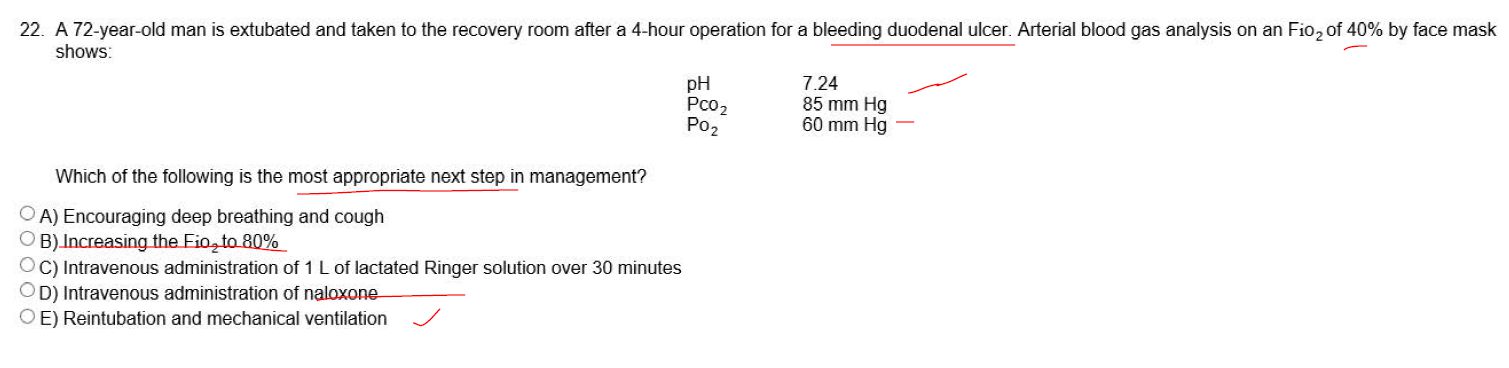 22. A 72-year-old man is extubated and taken to the recovery room after a 4-hour operation for a bleeding duodenal ulcer. Arterial blood gas analysis on an Fio₂ of 40% by face mask
shows:
pH 7.24
Pco₂ 85 mm Hg
Po₂ 60 mm Hg
Which of the following is the most appropriate next step in management?
A) Encouraging deep breathing and cough
B) Increasing the Fio₂ to 80%
C) Intravenous administration of 1 L of lactated Ringer solution over 30 minutes
D) Intravenous administration of naloxone
E) Reintubation and mechanical ventilation